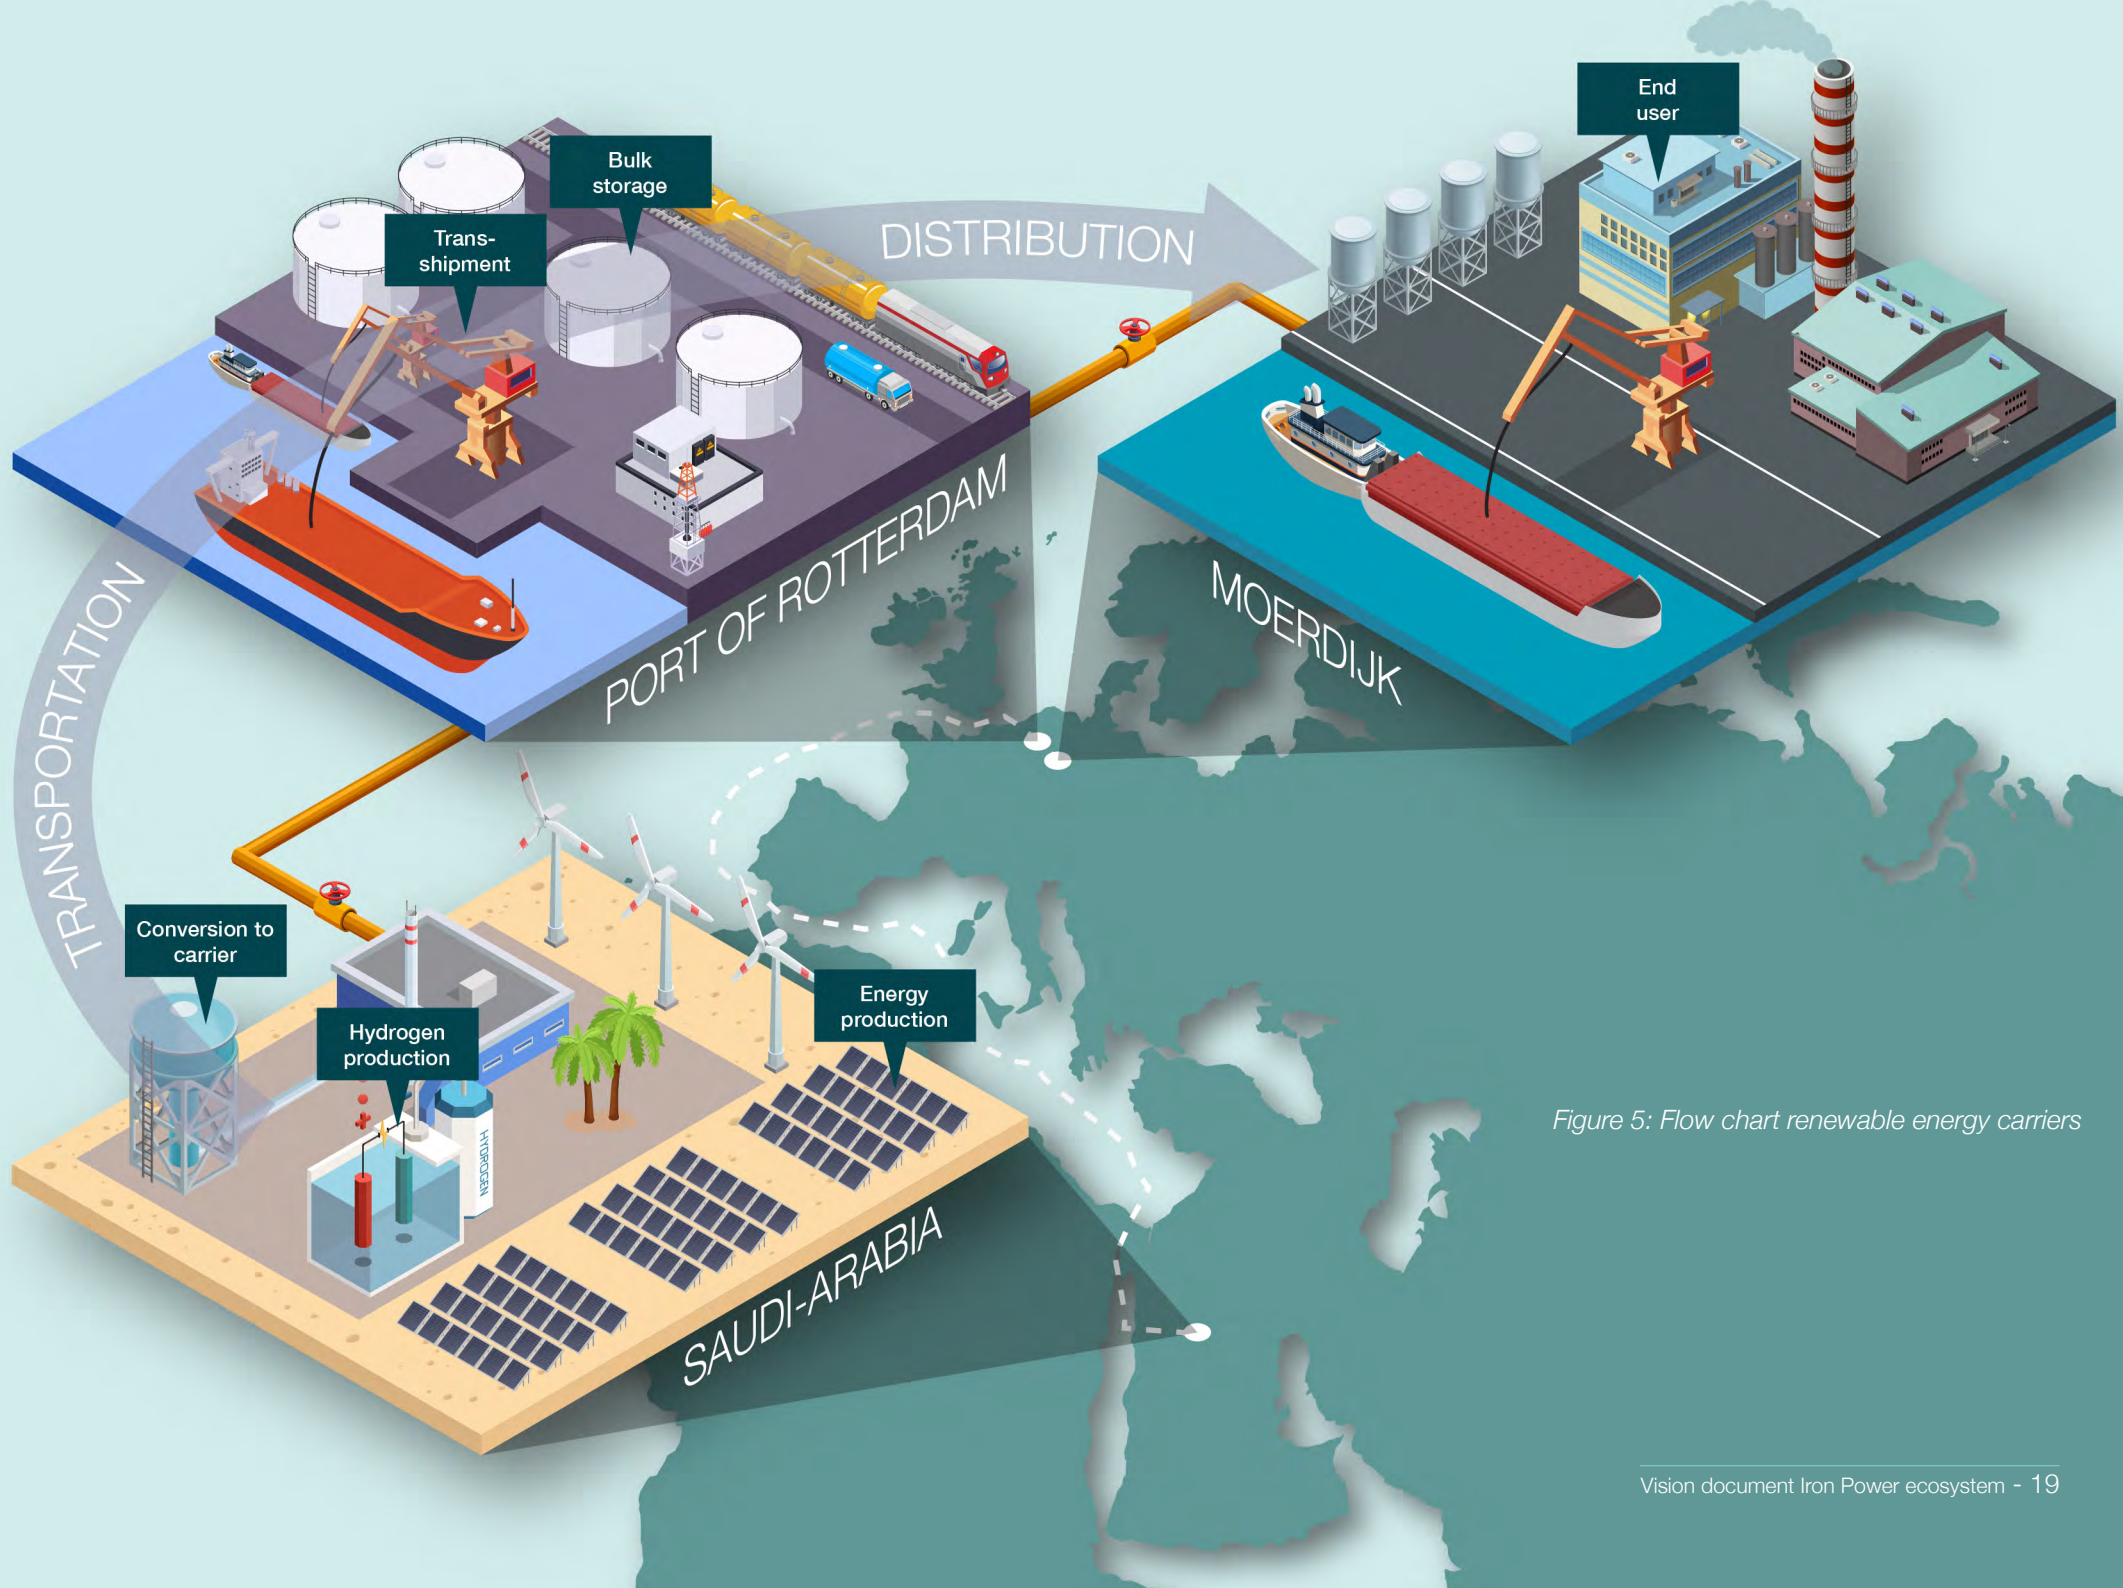 End
user
Bulk
storage
Trans-
shipment
DISTRIBUTION
PORT OF ROTTERDAM
MOERDIJK
TRANSPORTATION
Conversion to
carrier
Hydrogen
production
Energy
production
HYDROGEN
SAUDI-ARABIA
Figure 5: Flow chart renewable energy carriers
Vision document Iron Power ecosystem - 19